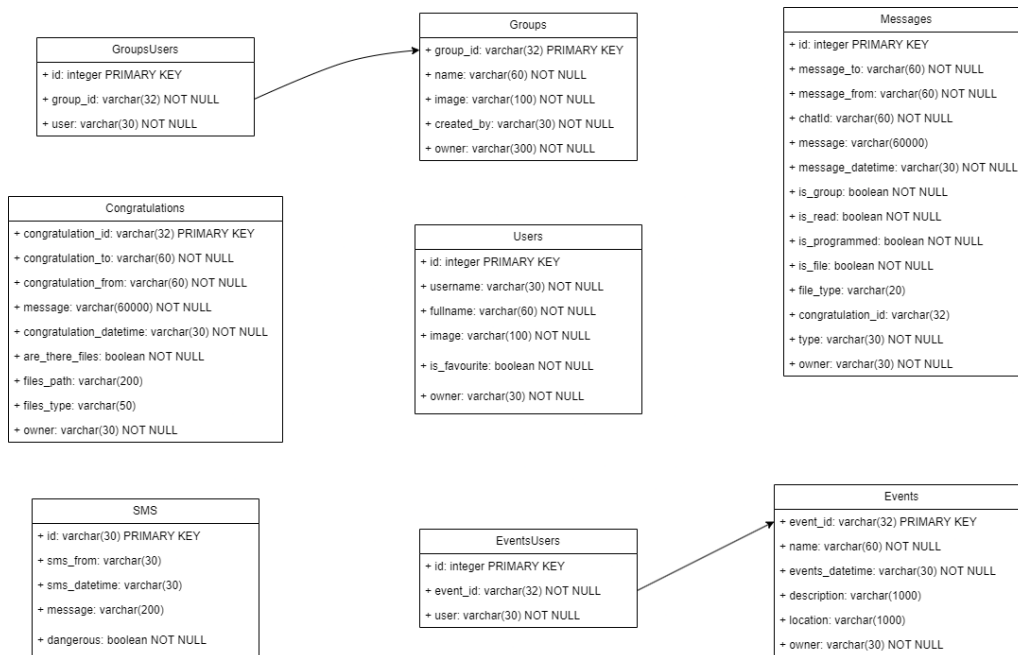 GroupsUsers
+ id: integer PRIMARY KEY
+ group_id: varchar(32) NOT NULL
+ user: varchar(30) NOT NULL
Groups
+ group_id: varchar(32) PRIMARY KEY
+ name: varchar(60) NOT NULL
+ image: varchar(100) NOT NULL
+ created_by: varchar(30) NOT NULL
+ owner: varchar(300) NOT NULL
Messages
+ id: integer PRIMARY KEY
+ message_to: varchar(60) NOT NULL
+ message_from: varchar(60) NOT NULL
+ chatId: varchar(60) NOT NULL
+ message: varchar(60000)
+ message_datetime: varchar(30) NOT NULL
+ is_group: boolean NOT NULL
+ is_read: boolean NOT NULL
+ is_programmed: boolean NOT NULL
+ is_file: boolean NOT NULL
+ file_type: varchar(20)
+ congratulation_id: varchar(32)
+ type: varchar(30) NOT NULL
+ owner: varchar(30) NOT NULL
Congratulations
+ congratulation_id: varchar(32) PRIMARY KEY
+ congratulation_to: varchar(60) NOT NULL
+ congratulation_from: varchar(60) NOT NULL
+ message: varchar(60000) NOT NULL
+ congratulation_datetime: varchar(30) NOT NULL
+ are_there_files: boolean NOT NULL
+ files_path: varchar(200)
+ files_type: varchar(50)
+ owner: varchar(30) NOT NULL
Users
+ id: integer PRIMARY KEY
+ username: varchar(30) NOT NULL
+ fullname: varchar(60) NOT NULL
+ image: varchar(100) NOT NULL
+ is_favourite: boolean NOT NULL
+ owner: varchar(30) NOT NULL
SMS
+ id: varchar(30) PRIMARY KEY
+ sms_from: varchar(30)
+ sms_datetime: varchar(30)
+ message: varchar(200)
+ dangerous: boolean NOT NULL
EventsUsers
+ id: integer PRIMARY KEY
+ event_id: varchar(32) NOT NULL
+ user: varchar(30) NOT NULL
Events
+ event_id: varchar(32) PRIMARY KEY
+ name: varchar(60) NOT NULL
+ events_datetime: varchar(30) NOT NULL
+ description: varchar(1000)
+ location: varchar(1000)
+ owner: varchar(30) NOT NULL